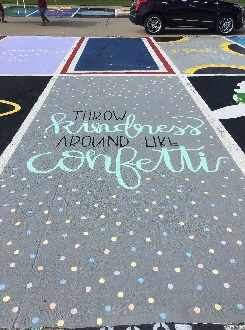 THROW
kindness
AROUND LIKE
confetti